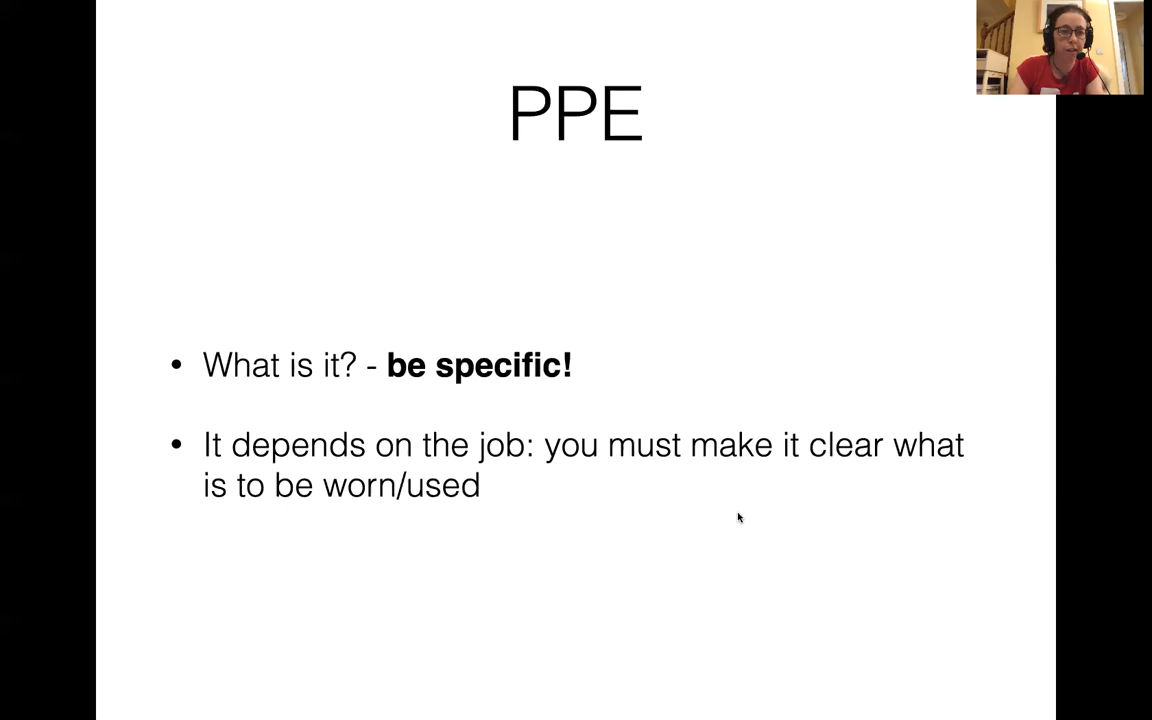 PPE
• What is it? - be specific!
• It depends on the job: you must make it clear what
is to be worn/used